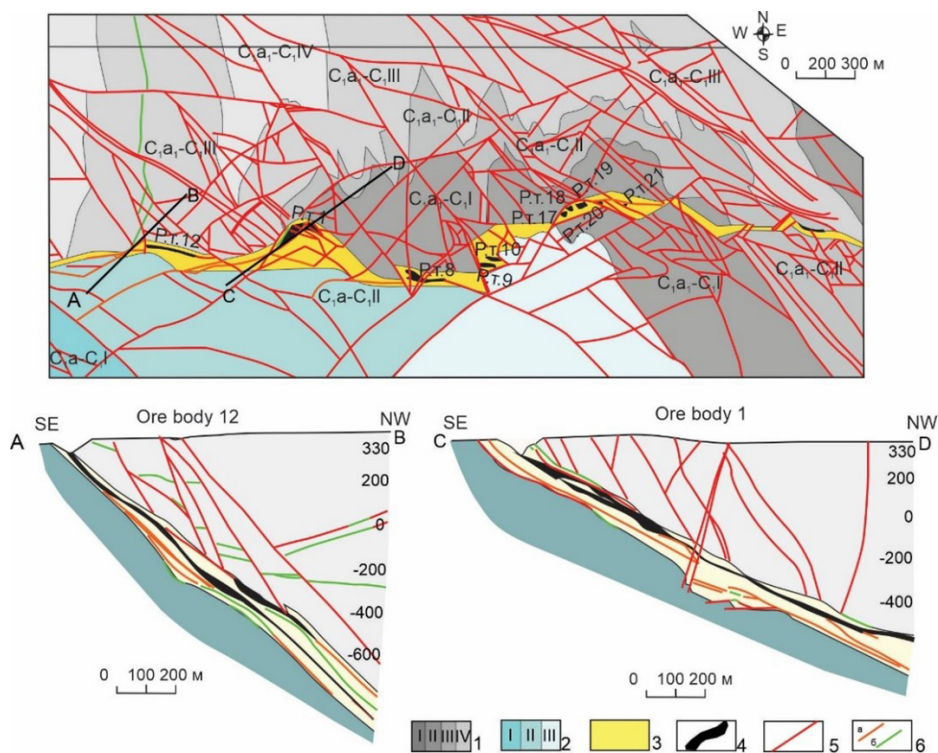 N
W E
S
0 200 300 м
C₁a₁-C₁IV
C₁a₁-C₁III
C₁a₁-C₁III
C₁a₁-C₁II
C₁a₁-C₁III
C₁a₁-C₁II
D
B
P.т.1
C₁a₁-C₁I
P.т.18
P.т.19
P.т.21
P.т.17
P.т.20
P.т.12
P.т.10
A
C
P.т.8
P.т.9
C₁a-C₁II
C₁a₁-C₁I
C₁a₁-C₁II
C₁a-C₁I
SE Ore body 12 NW
A B
330
200
0
-200
-400
-600
0 100 200 м
SE Ore body 1 NW
C D
330
200
0
-200
-400
0 100 200 м
I II III IV 1
I II III 2
3
4
5
а б 6